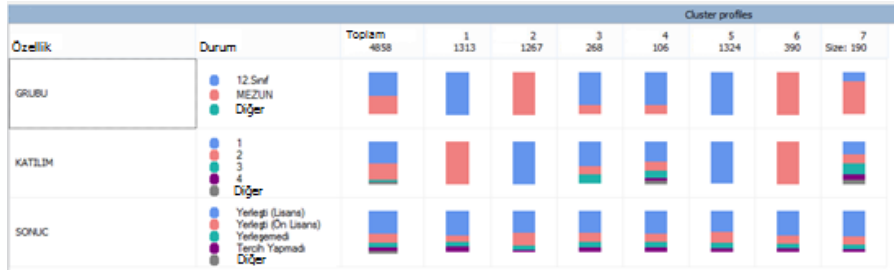 Cluster profiles
Özellik Durum Toplam 4858 1 1313 2 1267 3 268 4 106 5 1324 6 390 7 Size: 190
GRUBU
12.Sınıf
MEZUN
Diğer
KATILIM
1
2
3
4
Diğer
SONUC
Yerleşti (Lisans)
Yerleşti (Ön Lisans)
Yerleşemedi
Tercih Yapmadı
Diğer